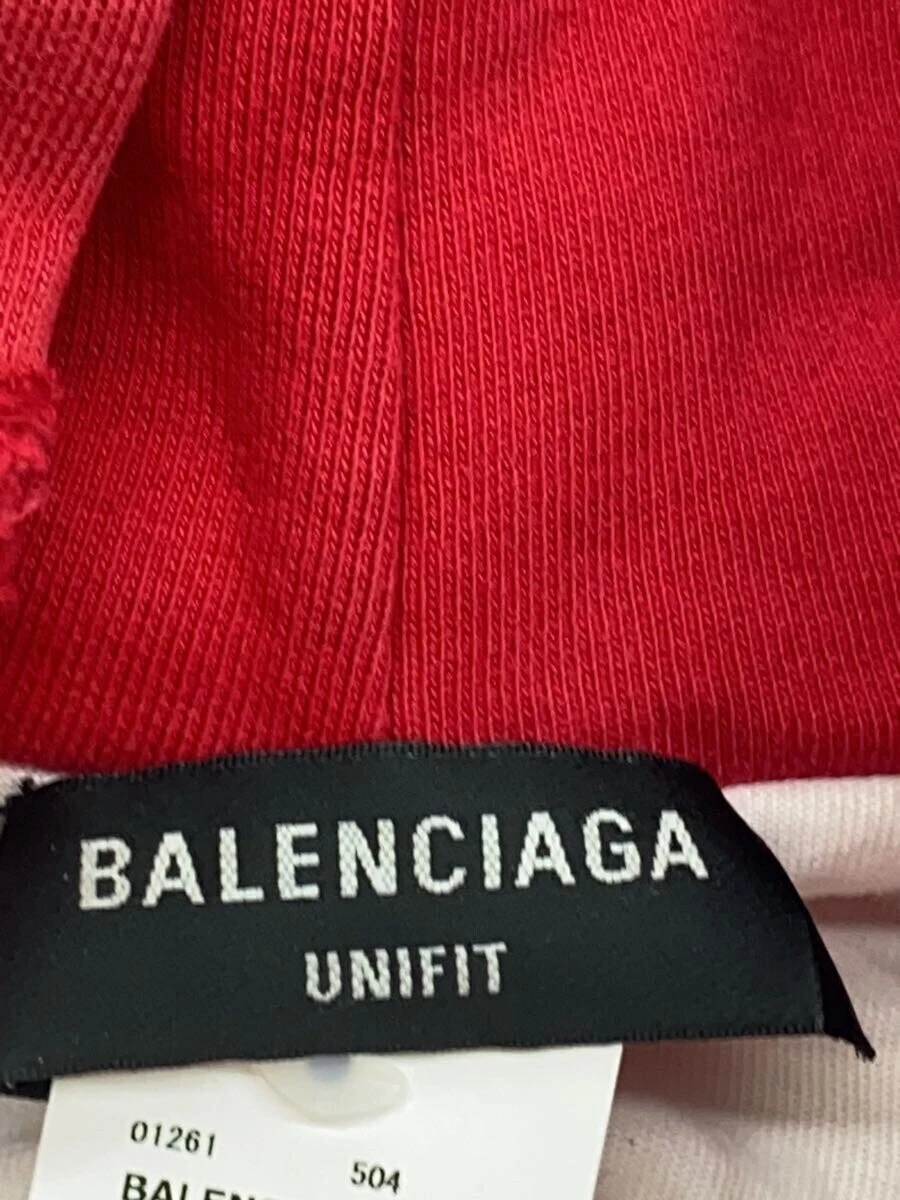 BALENCIAGA
UNIFIT
01261
504